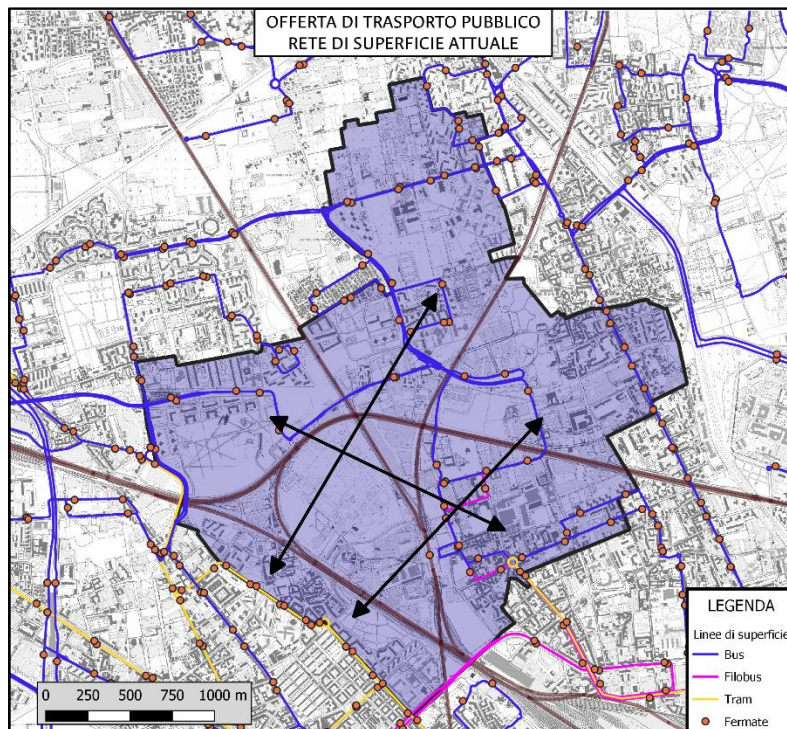 OFFERTA DI TRASPORTO PUBBLICO
RETE DI SUPERFICIE ATTUALE
LEGENDA
Linee di superficie
Bus
Filobus
Tram
Fermate
0 250 500 750 1000 m